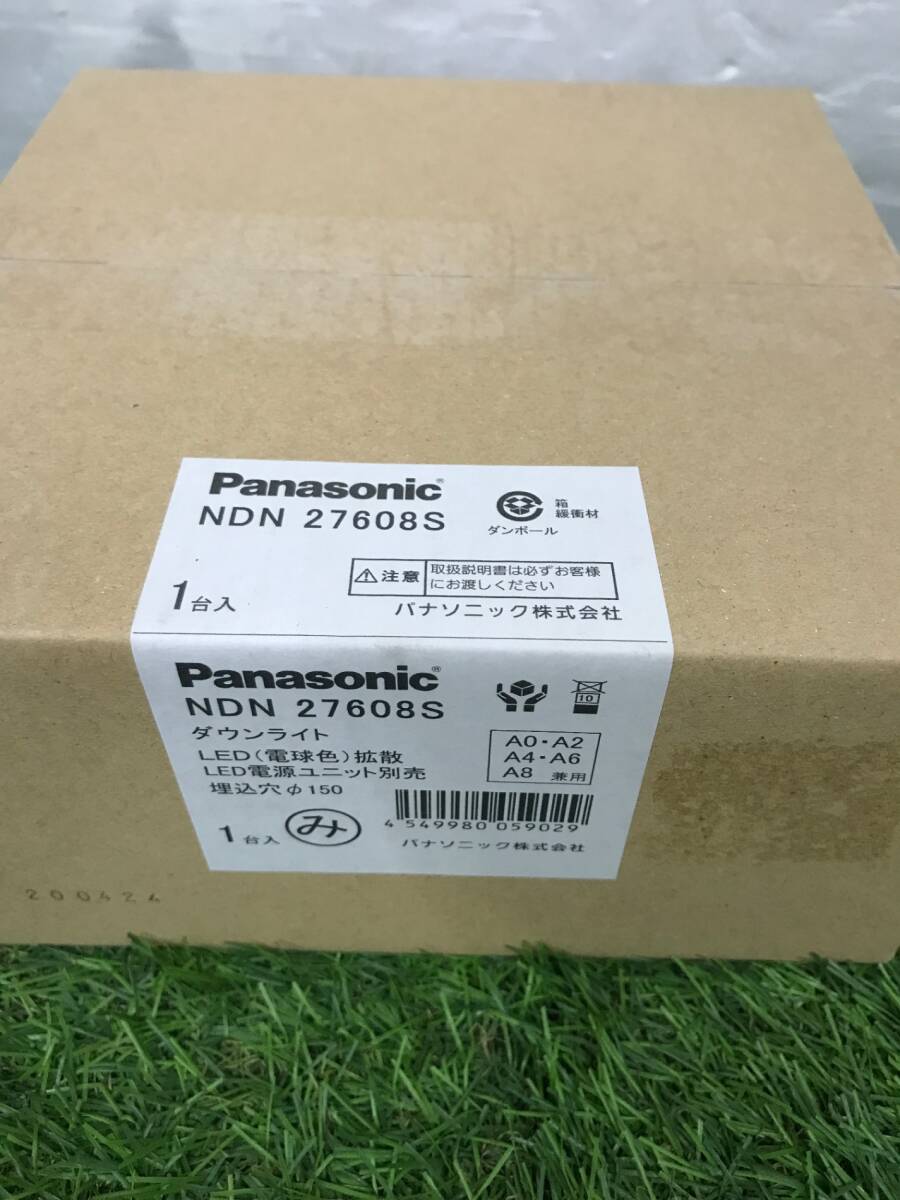 Panasonic®
NDN 27608S
箱
緩衝材
ダンボール
注意
取扱説明書は必ずお客様
にお渡しください
1台入
パナソニック株式会社
Panasonic®
NDN 27608S
ダウンライト
LED(電球色)拡散
LED電源ユニット別売
埋込穴φ150
10
A0・A2
A4・A6
A8 兼用
1台入
み
4 549980 059029
パナソニック株式会社
200424